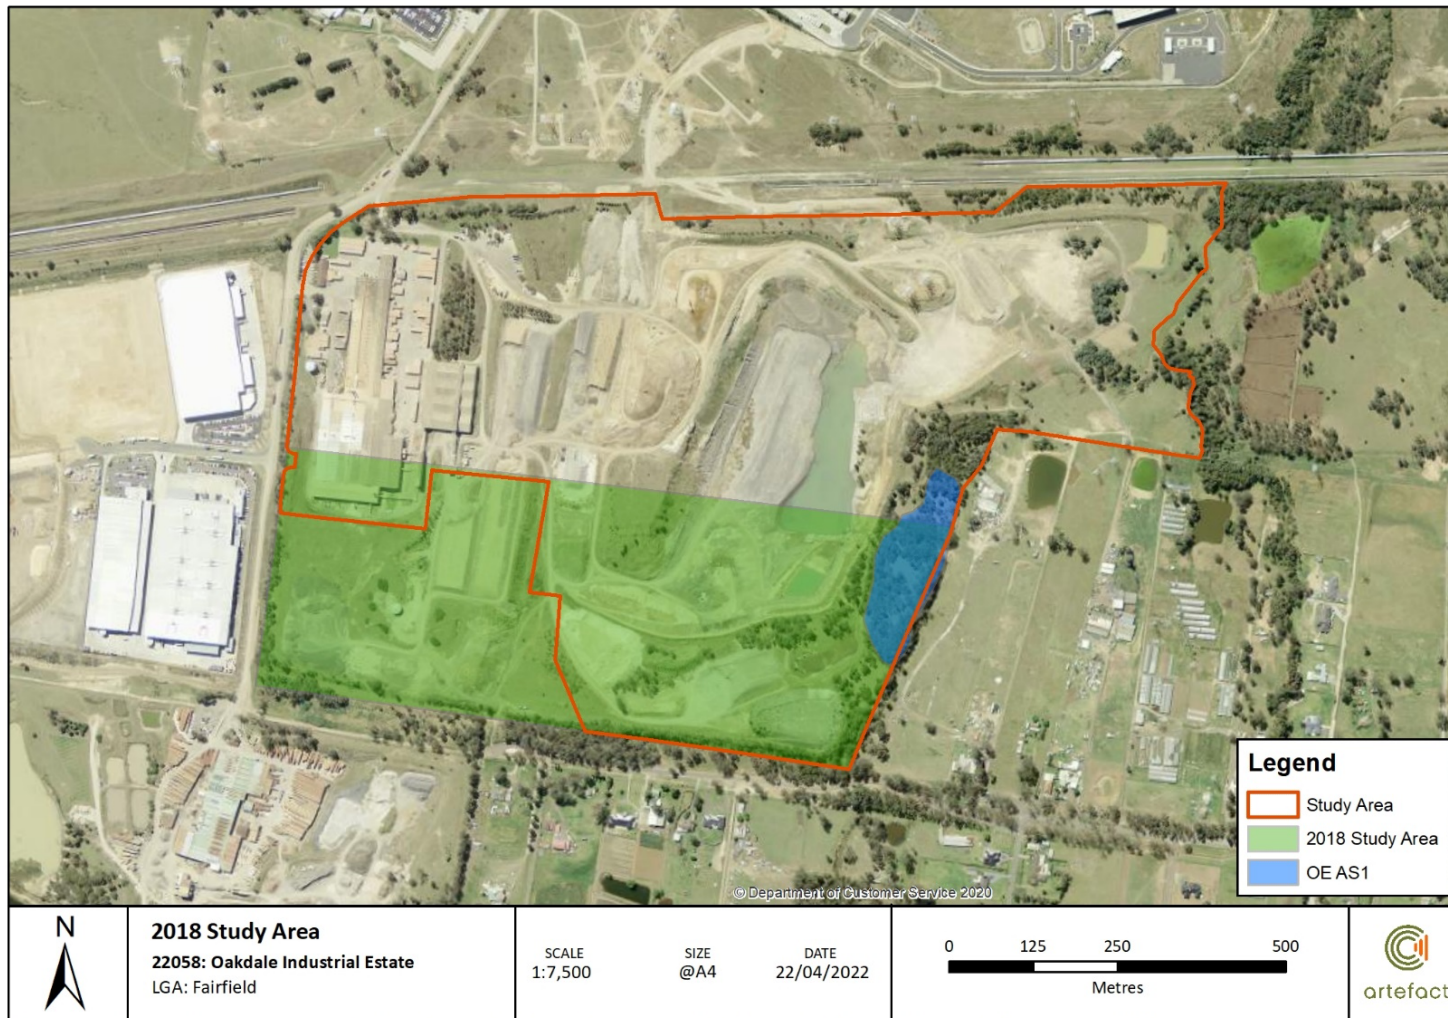 © Department of Customer Service 2020
Legend
Study Area
2018 Study Area
OE AS1
N
2018 Study Area
22058: Oakdale Industrial Estate
LGA: Fairfield
SCALE
1:7,500
SIZE
@A4
DATE
22/04/2022
0 125 250 500
Metres
artefact